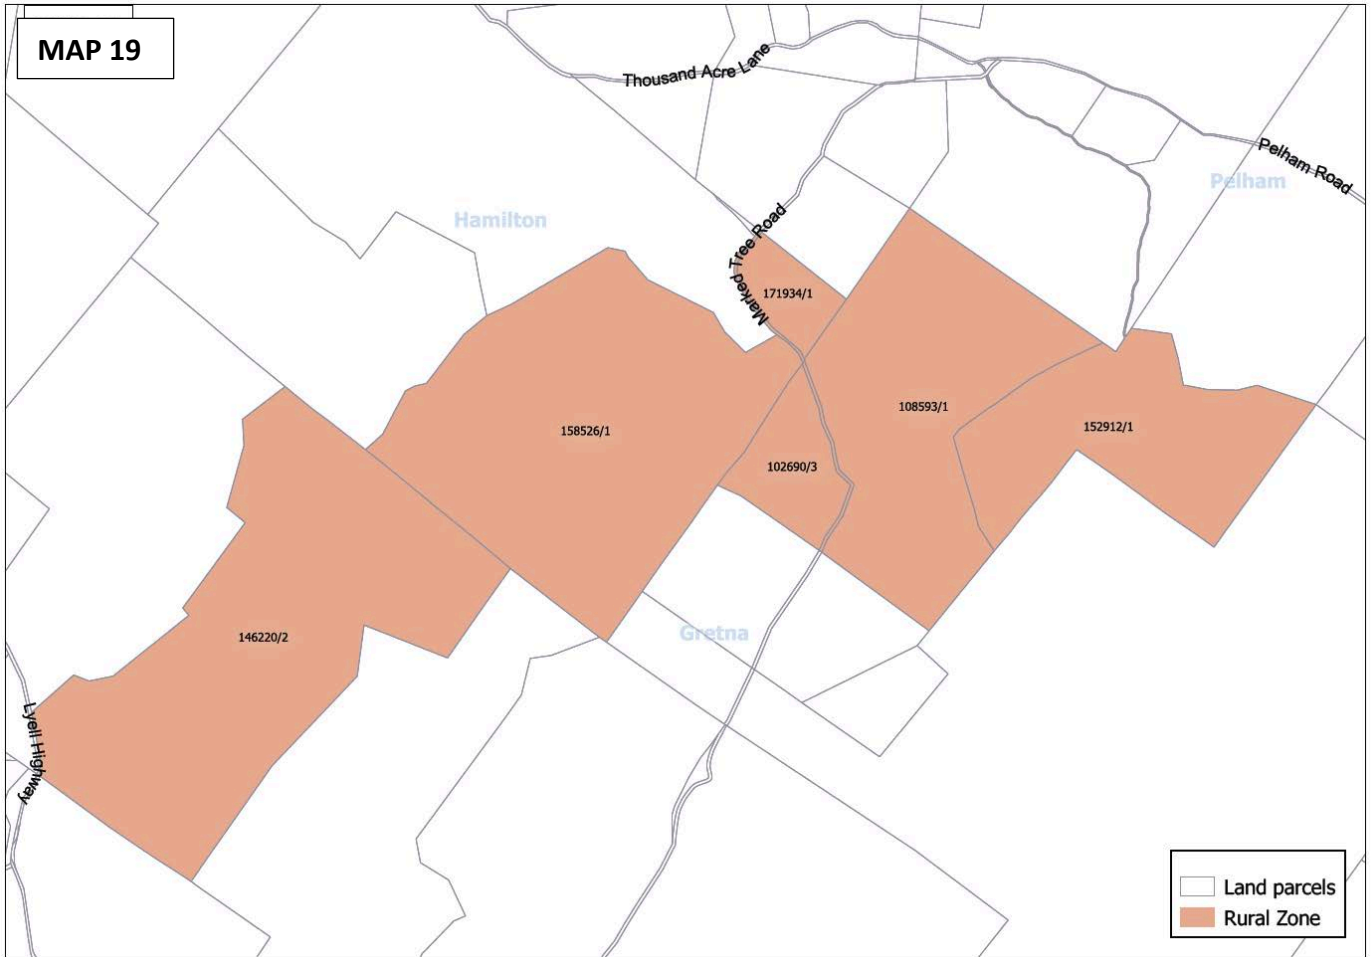 MAP 19
Thousand Acre Lane
Pelham Road
Pelham
Hamilton
Marked Tree Road
171934/1
108593/1
152912/1
158526/1
102690/3
Gretna
146220/2
Lyell Highway
Land parcels
Rural Zone